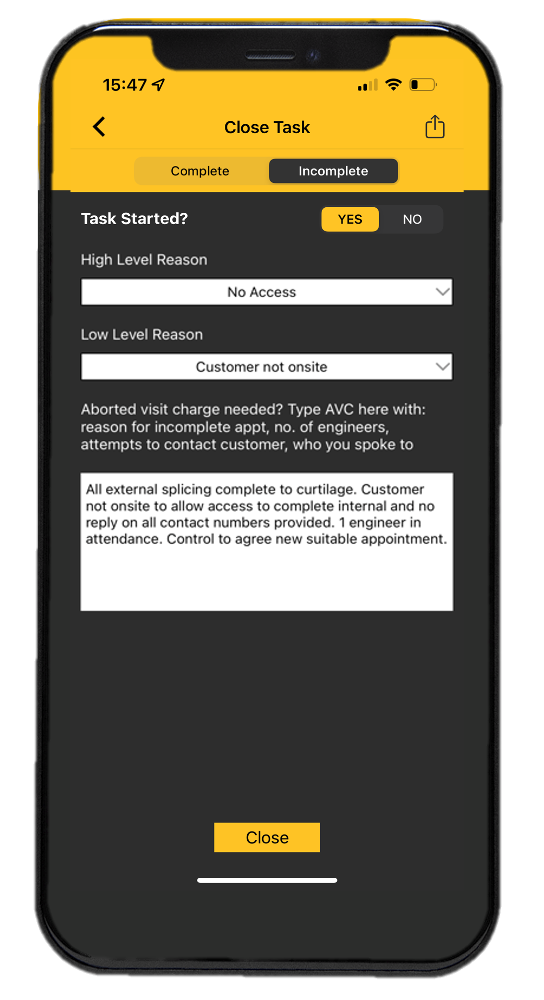 15:47
Close Task
Complete Incomplete
Task Started? YES NO
High Level Reason
No Access
Low Level Reason
Customer not onsite
Aborted visit charge needed? Type AVC here with:
reason for incomplete appt, no. of engineers,
attempts to contact customer, who you spoke to
All external splicing complete to curtilage. Customer
not onsite to allow access to complete internal and no
reply on all contact numbers provided. 1 engineer in
attendance. Control to agree new suitable appointment.
Close